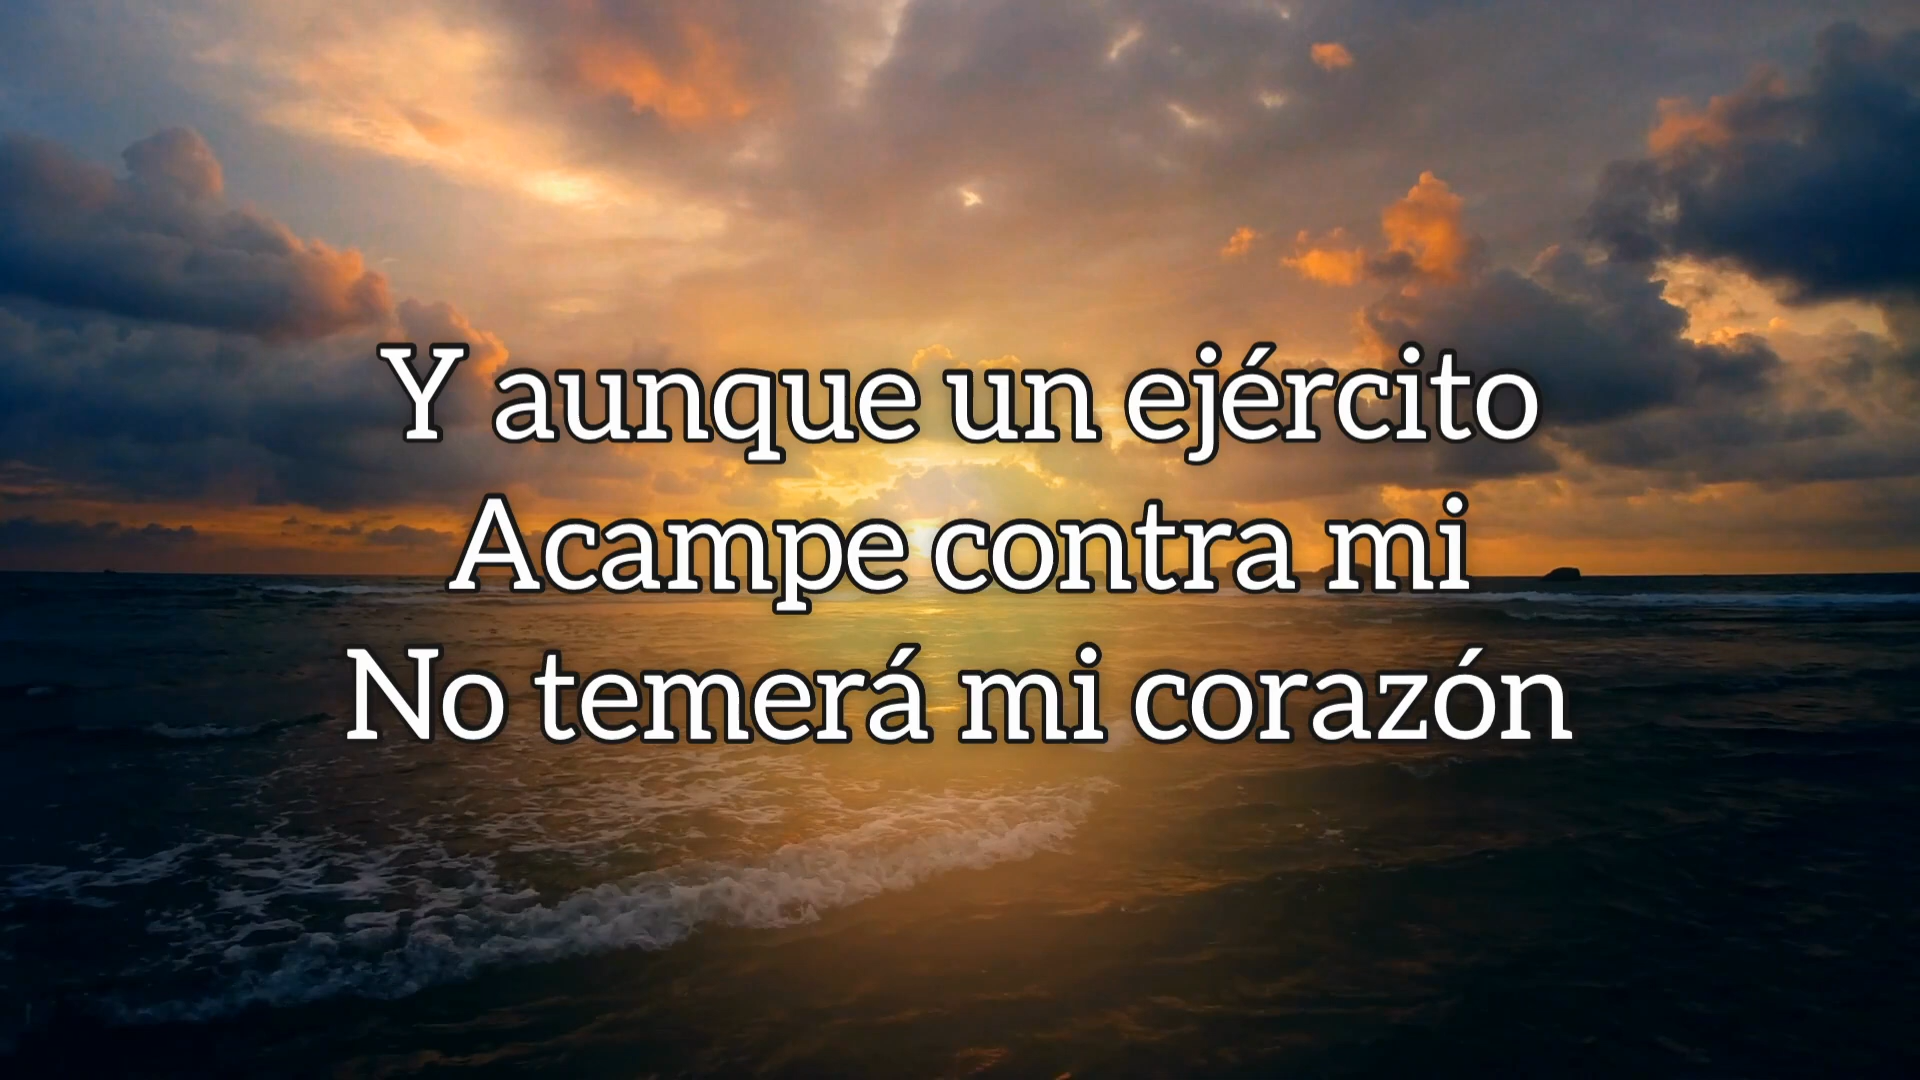 Y aunque un ejército
Acampe contra mi
No temerá mi corazón